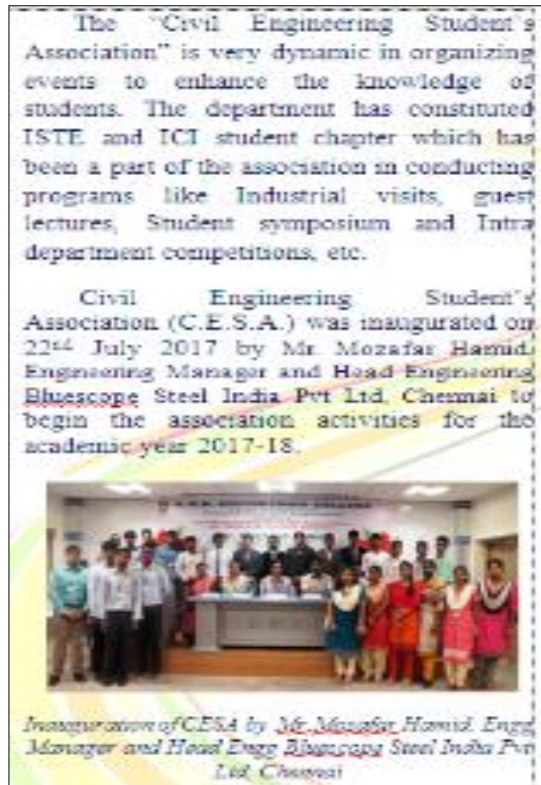 The "Civil Engineering Student's
Association" is very dynamic in organizing
events to enhance the knowledge of
students. The department has constituted
ISTE and ICI student chapter which has
been a part of the association in conducting
programs like Industrial visits, guest
lectures, Student symposium and Intra
department competitions, etc.
Civil Engineering Student's
Association (C.E.S.A.) was inaugurated on
22nd July 2017 by Mr. Mozafar Hamid,
Engineering Manager and Head Engineering
Bluescope Steel India Pvt Ltd, Chennai to
begin the association activities for the
academic year 2017-18.
Inauguration of CESA by Mr. Mozafar Hamid, Engg
Manager and Head Engg Bluescope Steel India Pvt
Ltd, Chennai